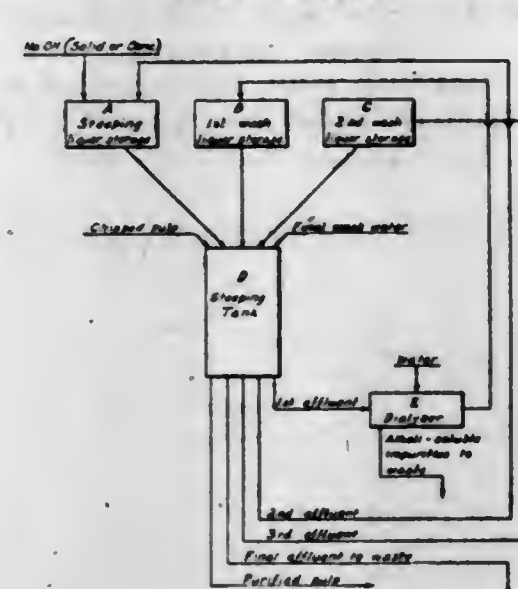 NaOH (Solid or Conc)
A
Steeping
liquor storage
B
1st wash
liquor storage
C
2nd wash
liquor storage
Chipped pulp
Final wash water
D
Steeping
Tank
Water
1st effluent
E
Dialyzer
Alkali-soluble
impurities to
waste
2nd effluent
3rd effluent
Final effluent to waste
Purified pulp